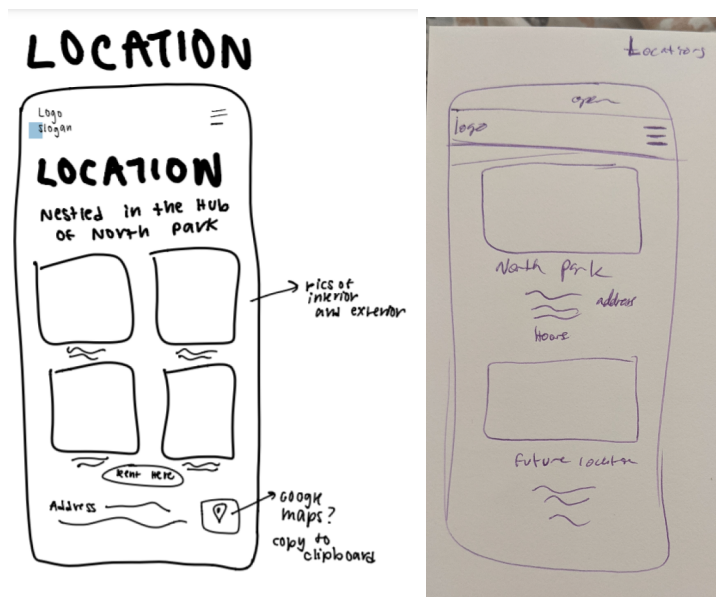 LOCATION
Logo
slogan
LOCATION
Nestled in the Hub
of North Park
pics of
interior
and exterior
Rent Here
Address
Google
maps?
copy to
clipboard
Locations
open
logo
North park
address
Hours
Future location